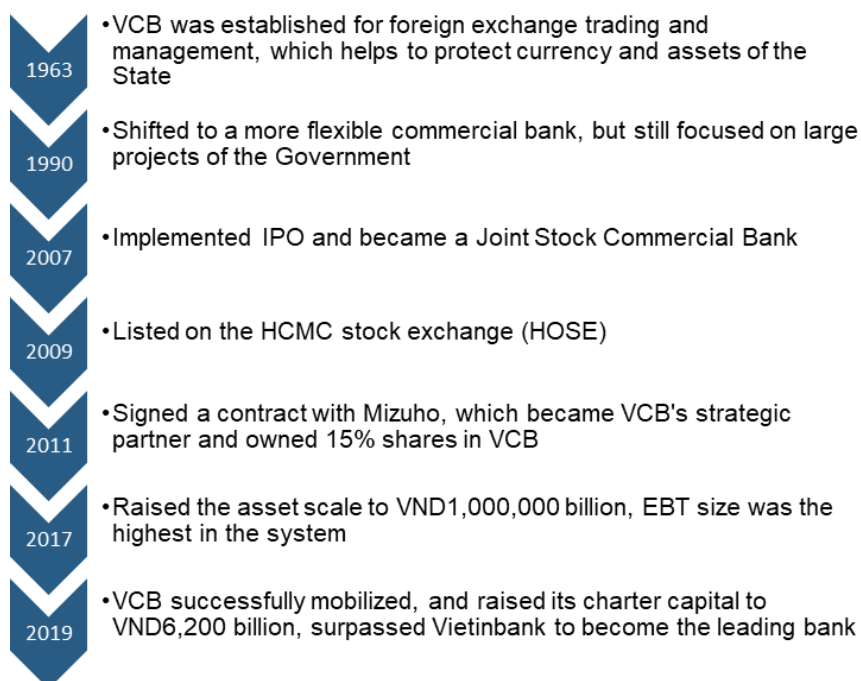 1963
•VCB was established for foreign exchange trading and
management, which helps to protect currency and assets of the
State
1990
•Shifted to a more flexible commercial bank, but still focused on large
projects of the Government
2007
•Implemented IPO and became a Joint Stock Commercial Bank
2009
•Listed on the HCMC stock exchange (HOSE)
2011
•Signed a contract with Mizuho, which became VCB's strategic
partner and owned 15% shares in VCB
2017
•Raised the asset scale to VND1,000,000 billion, EBT size was the
highest in the system
2019
•VCB successfully mobilized, and raised its charter capital to
VND6,200 billion, surpassed Vietinbank to become the leading bank